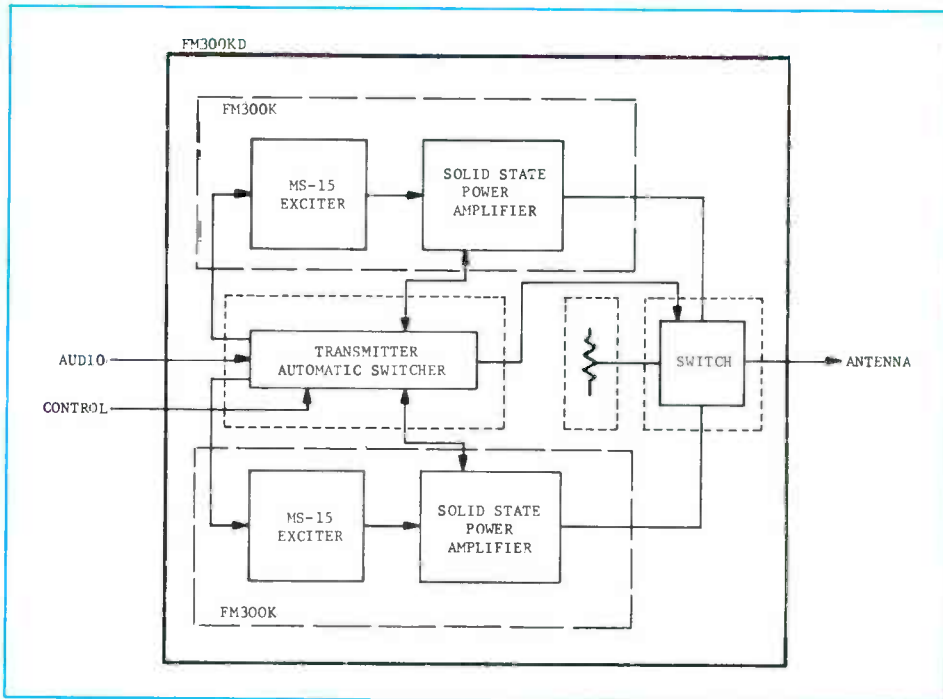 FM300KD
FM300K
MS-15
EXCITER
SOLID STATE
POWER
AMPLIFIER
AUDIO
CONTROL
TRANSMITTER
AUTOMATIC SWITCHER
SWITCH
ANTENNA
MS-15
EXCITER
SOLID STATE
POWER
AMPLIFIER
FM300K